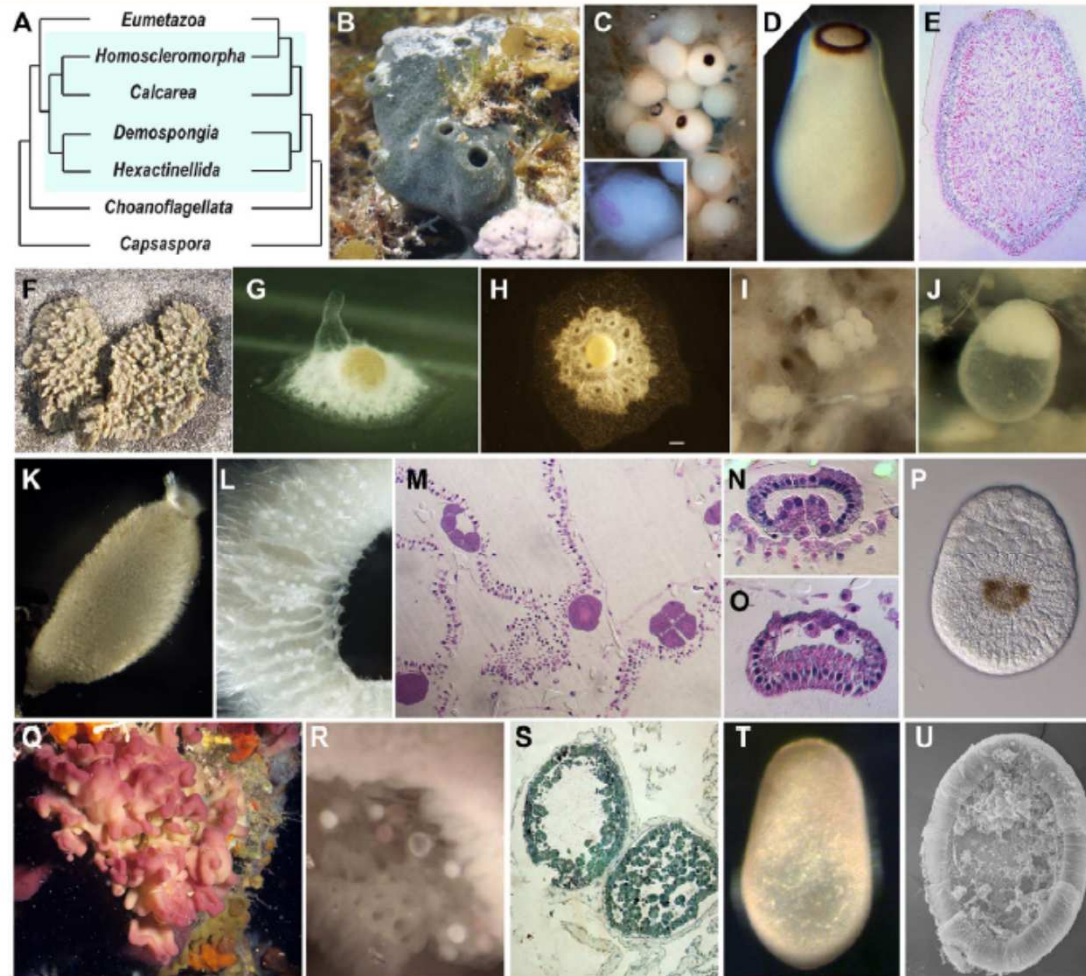 A
Eumetazoa
Homoscleromorpha
Calcarea
Demospongia
Hexactinellida
Choanoflagellata
Capsaspora
B
C
D
E
F
G
H
I
J
K
L
M
N
O
P
Q
R
S
T
U